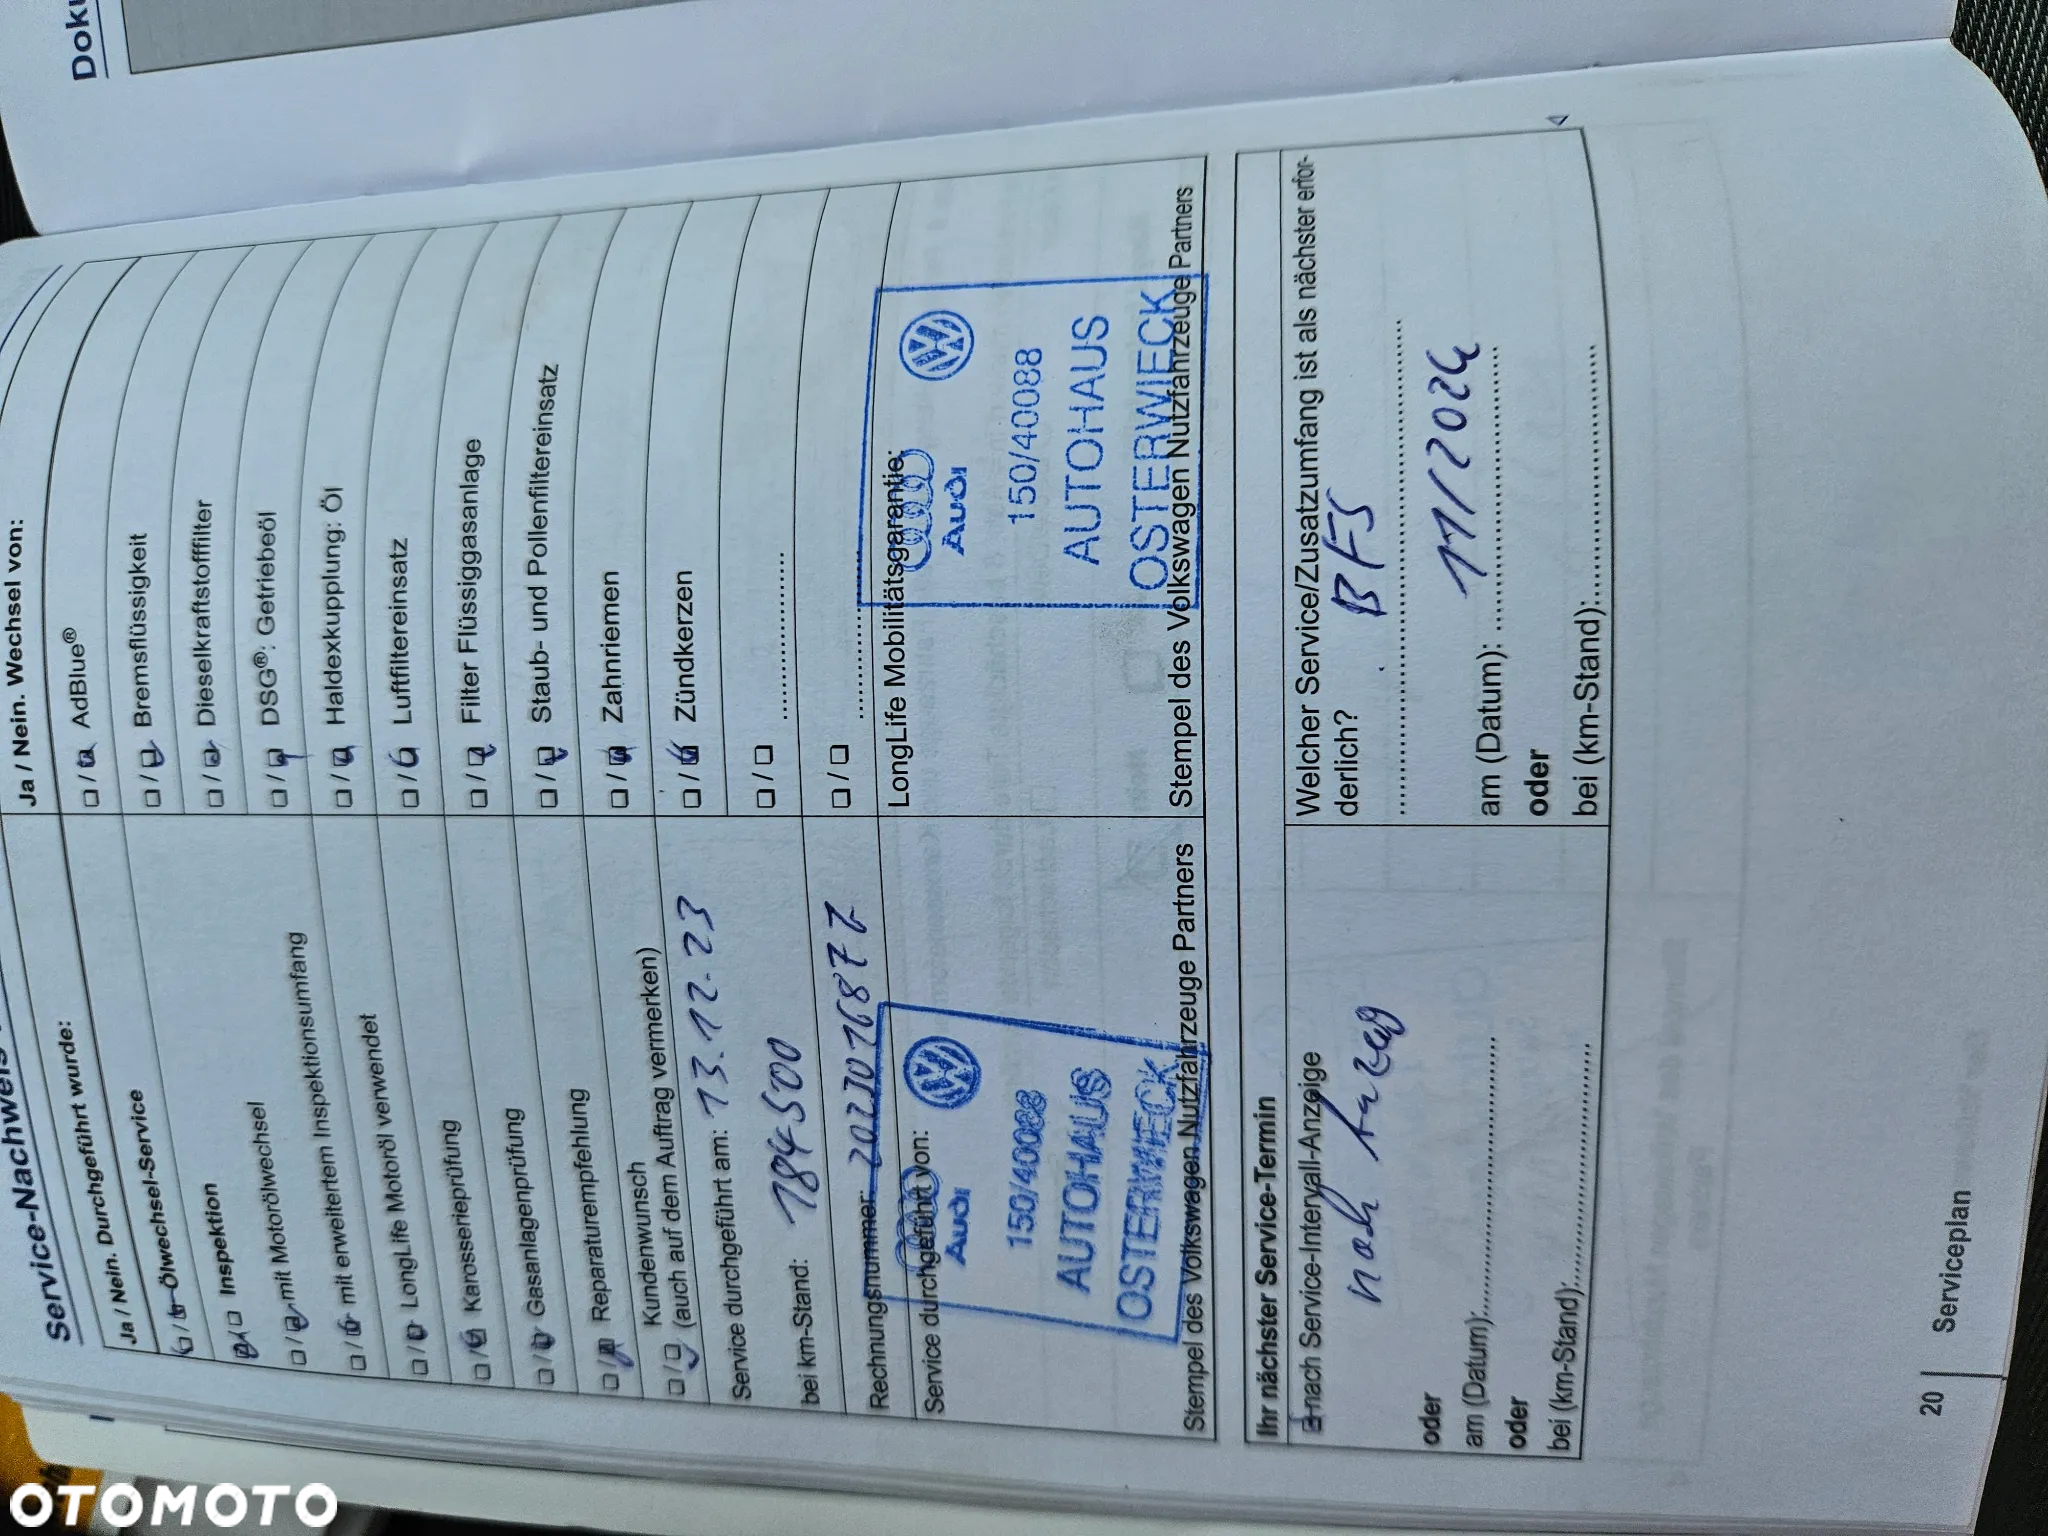 Doku
Service-Nachweis
Durchgeführt wurde:
Ja / Nein. Durchgeführt wurde:
Ölwechsel-Service
Inspektion
mit Motorölwechsel
mit erweitertem Inspektionsumfang
LongLife Motoröl verwendet
Karosserieprüfung
Gasanlagenprüfung
Reparaturempfehlung
Kundenwunsch
(auch auf dem Auftrag vermerken)
Service durchgeführt am: 13.12.23
bei km-Stand: 184500
Rechnungsnummer:
Service durchgeführt von:
Audi
150/40088
AUTOHAUS
OSTERWIECK
Stempel des Volkswagen Nutzfahrzeuge Partners
Ja / Nein. Wechsel von:
AdBlue®
Bremsflüssigkeit
Dieselkraftstofffilter
DSG®: Getriebeöl
Haldexkupplung: Öl
Luftfiltereinsatz
Filter Flüssiggasanlage
Staub- und Pollenfiltereinsatz
Zahnriemen
Zündkerzen
LongLife Mobilitätsgarantie:
Audi
150/40088
AUTOHAUS
OSTERWIECK
Stempel des Volkswagen Nutzfahrzeuge Partners
Ihr nächster Service-Termin
nach Service-Intervall-Anzeige
nach
oder
am (Datum):
oder
bei (km-Stand):
Welcher Service/Zusatzumfang ist als nächster erfor-
derlich? BFS
am (Datum): 11/2024
oder
bei (km-Stand):
20 Serviceplan
OTOMOTO